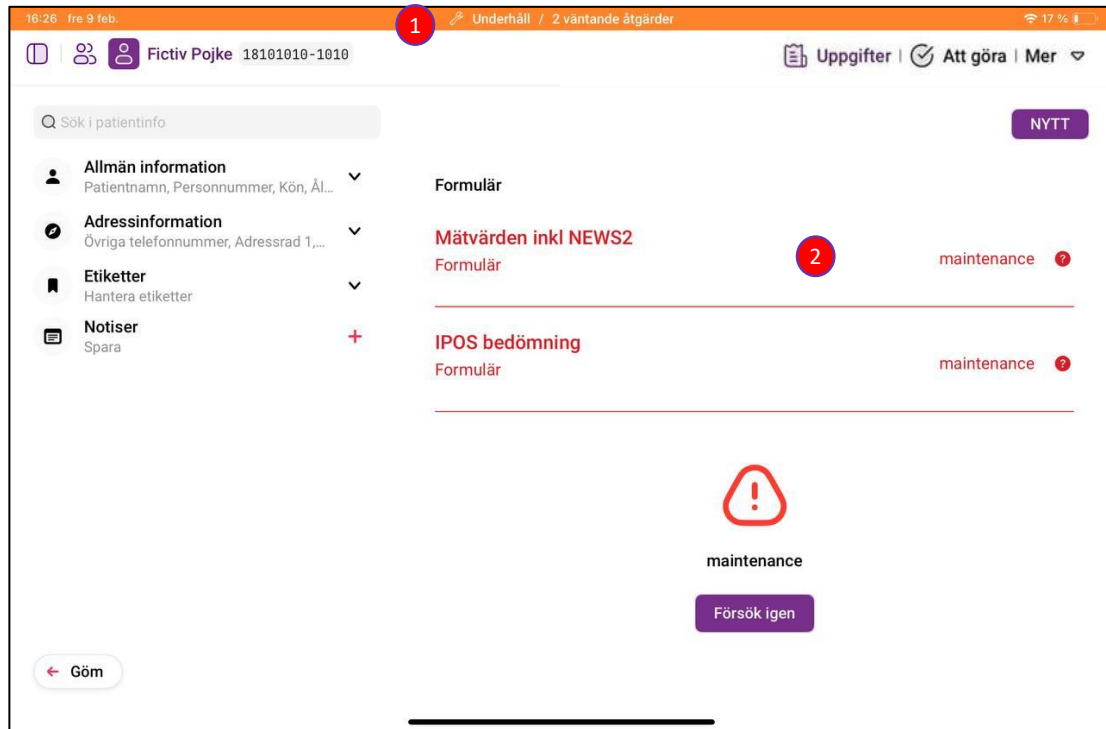 16:26 fre 9 feb.
1
Underhåll / 2 väntande åtgärder
17 %
Fictiv Pojke 18101010-1010
Uppgifter | Att göra | Mer
Sök i patientinfo
NYTT
Allmän information
Patientnamn, Personnummer, Kön, Ål...
Adressinformation
Övriga telefonnummer, Adressrad 1,...
Etiketter
Hantera etiketter
Notiser
Spara
Formulär
Mätvärden inkl NEWS2
Formulär
2
maintenance ?
IPOS bedömning
Formulär
maintenance ?
maintenance
Försök igen
Göm